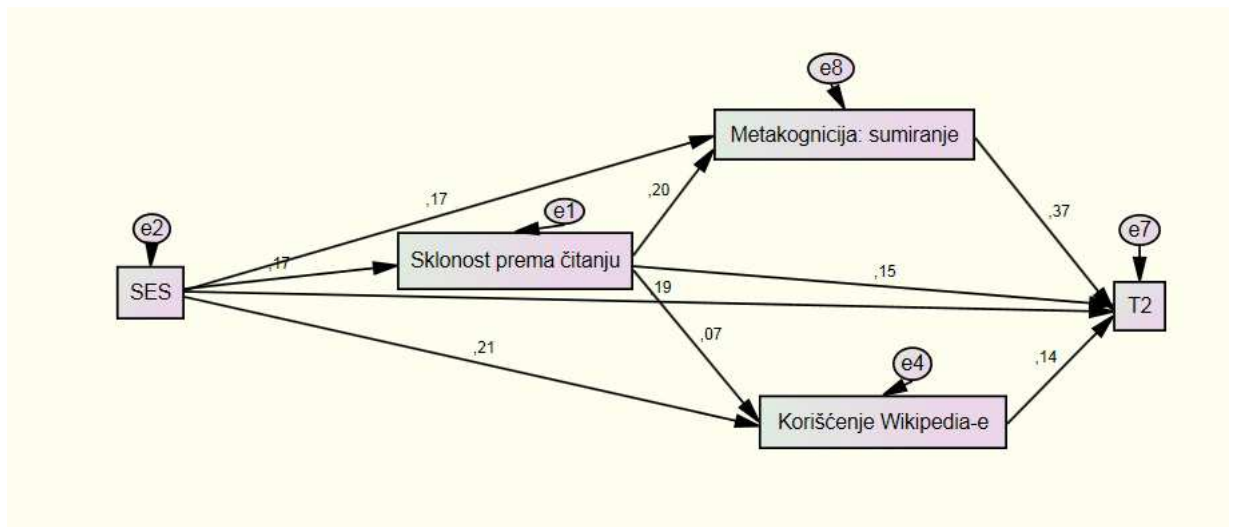 e8
Metakognicija: sumiranje
,17
,20
,37
e2
e1
e7
Sklonost prema čitanju
,17
SES
,15
19
T2
,07
,21
e4
,14
Korišćenje Wikipedia-e